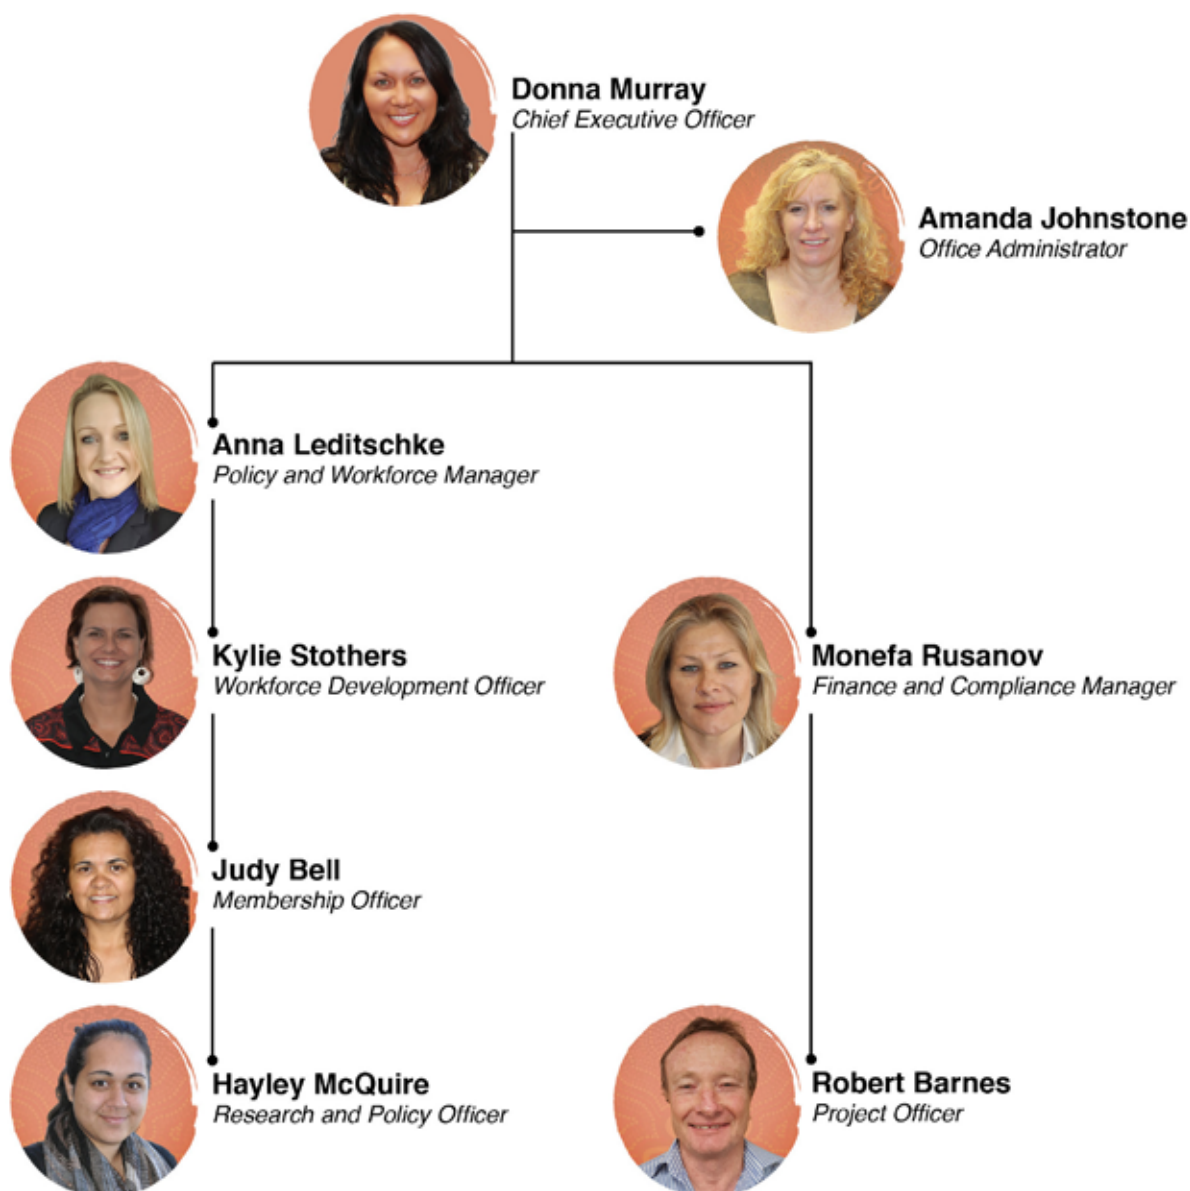 Donna Murray
Chief Executive Officer
Amanda Johnstone
Office Administrator
Anna Leditschke
Policy and Workforce Manager
Kylie Stothers
Workforce Development Officer
Monefa Rusanov
Finance and Compliance Manager
Judy Bell
Membership Officer
Hayley McQuire
Research and Policy Officer
Robert Barnes
Project Officer